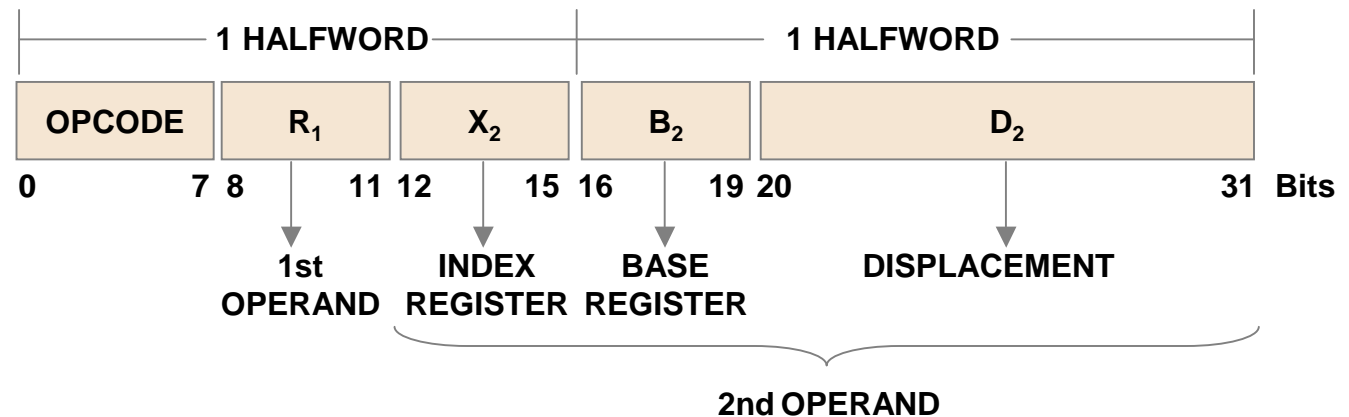 1 HALFWORD 1 HALFWORD
OPCODE R₁ X₂ B₂ D₂
0 7 8 11 12 15 16 19 20 31 Bits
1st INDEX BASE DISPLACEMENT
OPERAND REGISTER REGISTER
2nd OPERAND